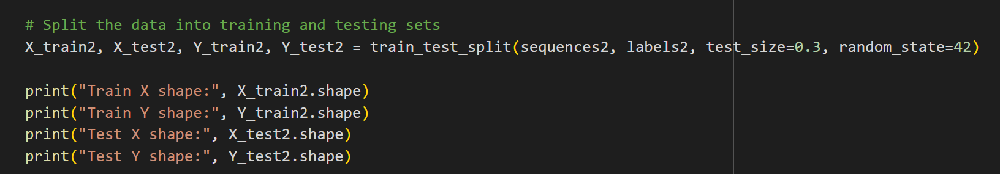 # Split the data into training and testing sets
X_train2, X_test2, Y_train2, Y_test2 = train_test_split(sequences2, labels2, test_size=0.3, random_state=42)
print("Train X shape:", X_train2.shape)
print("Train Y shape:", Y_train2.shape)
print("Test X shape:", X_test2.shape)
print("Test Y shape:", Y_test2.shape)